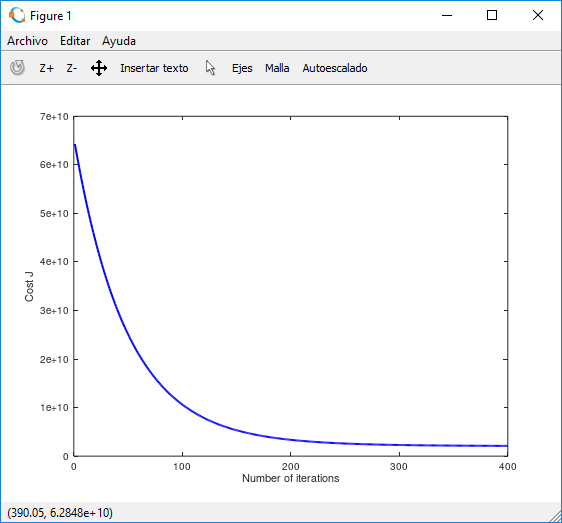 Figure 1
Archivo Editar Ayuda
Z+ Z- Insertar texto Ejes Malla Autoescalado
7e+10
6e+10
5e+10
4e+10
3e+10
2e+10
1e+10
0
Cost J
0 100 200 300 400
Number of iterations
(390.05, 6.2848e+10)